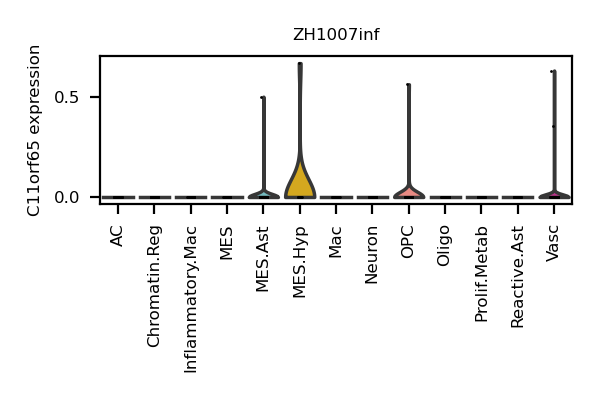 ZH1007inf
C11orf65 expression
0.5
0.0
AC
Chromatin.Reg
Inflammatory.Mac
MES
MES.Ast
MES.Hyp
Mac
Neuron
OPC
Oligo
Prolif.Metab
Reactive.Ast
Vasc